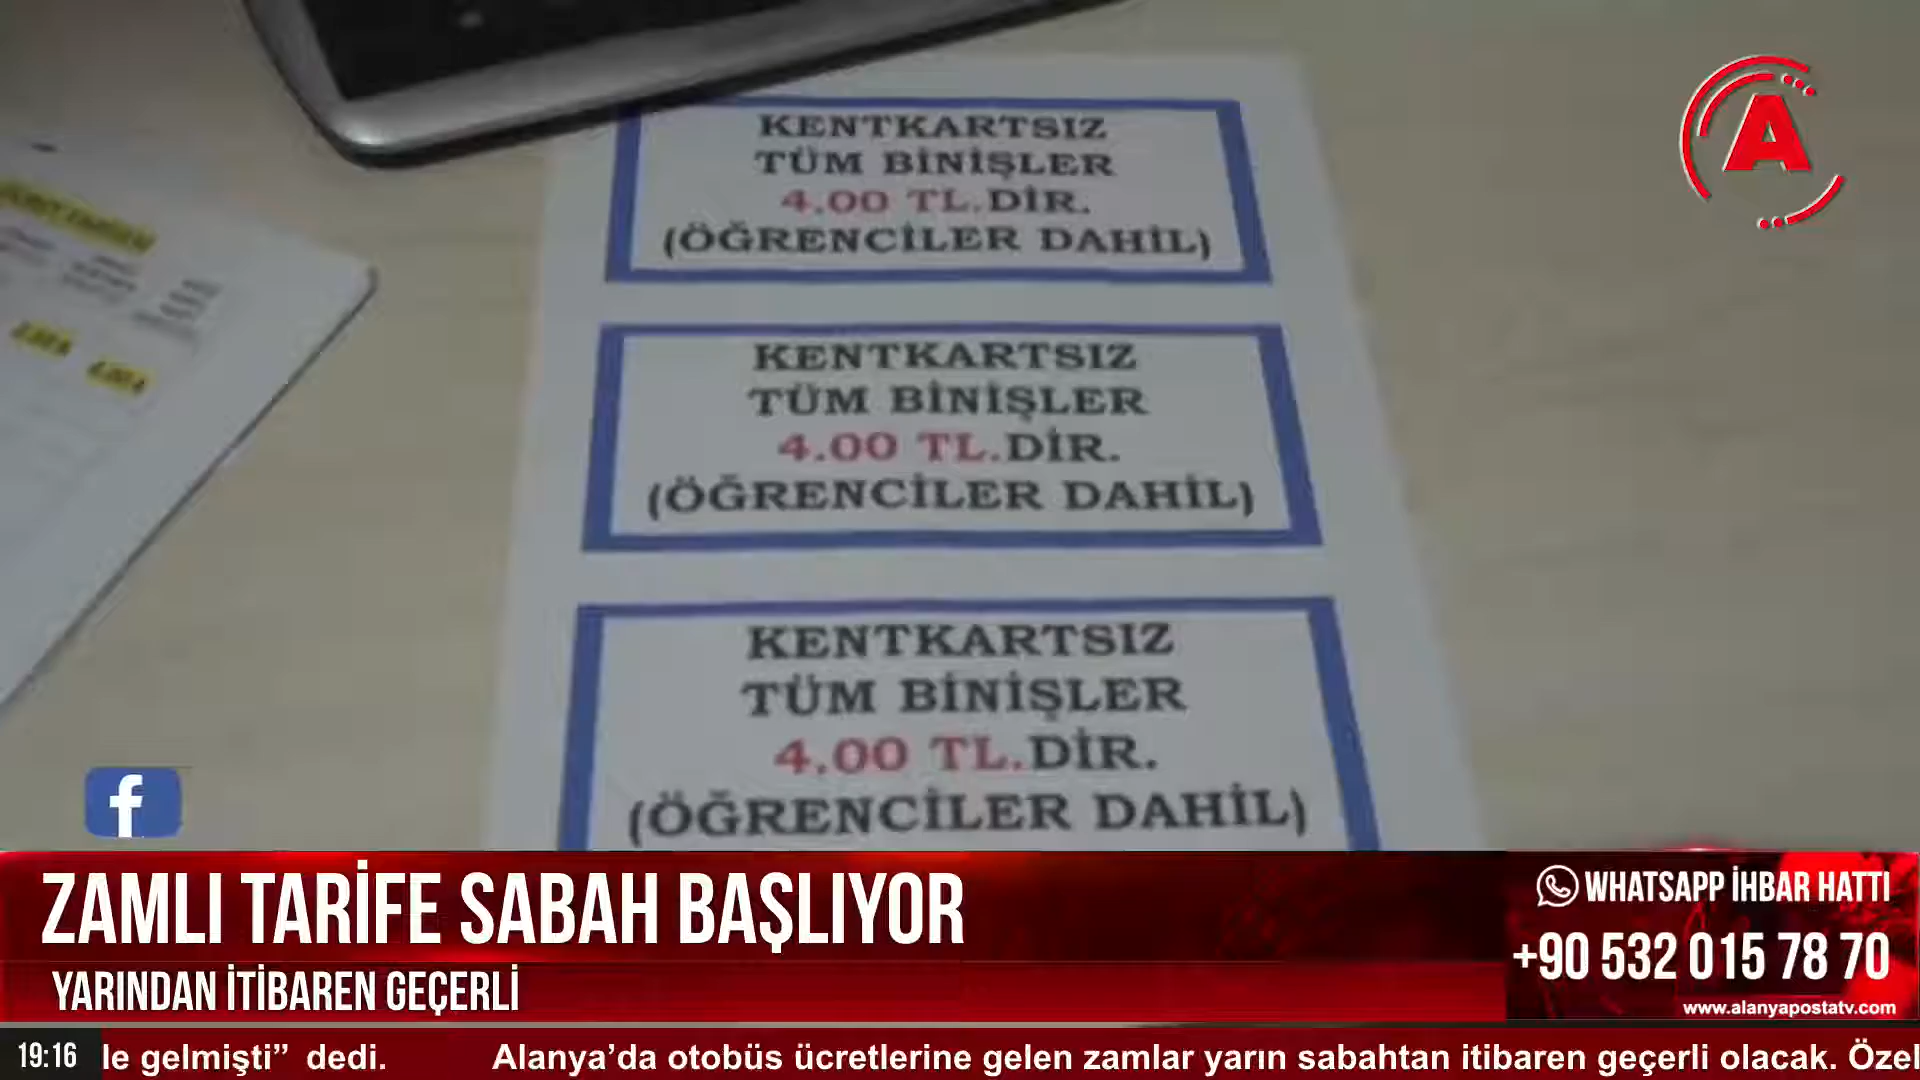 KENTKARTSIZ
TÜM BİNİŞLER
4.00 TL.DİR.
(ÖĞRENCİLER DAHİL)
KENTKARTSIZ
TÜM BİNİŞLER
4.00 TL.DİR.
(ÖĞRENCİLER DAHİL)
KENTKARTSIZ
TÜM BİNİŞLER
4.00 TL.DİR.
(ÖĞRENCİLER DAHİL)
A
f
ZAMLI TARİFE SABAH BAŞLIYOR
YARINDAN İTİBAREN GEÇERLİ
WHATSAPP İHBAR HATTI
+90 532 015 78 70
www.alanyapostatv.com
19:16 le gelmişti” dedi. Alanya’da otobüs ücretlerine gelen zamlar yarın sabahtan itibaren geçerli olacak. Özel